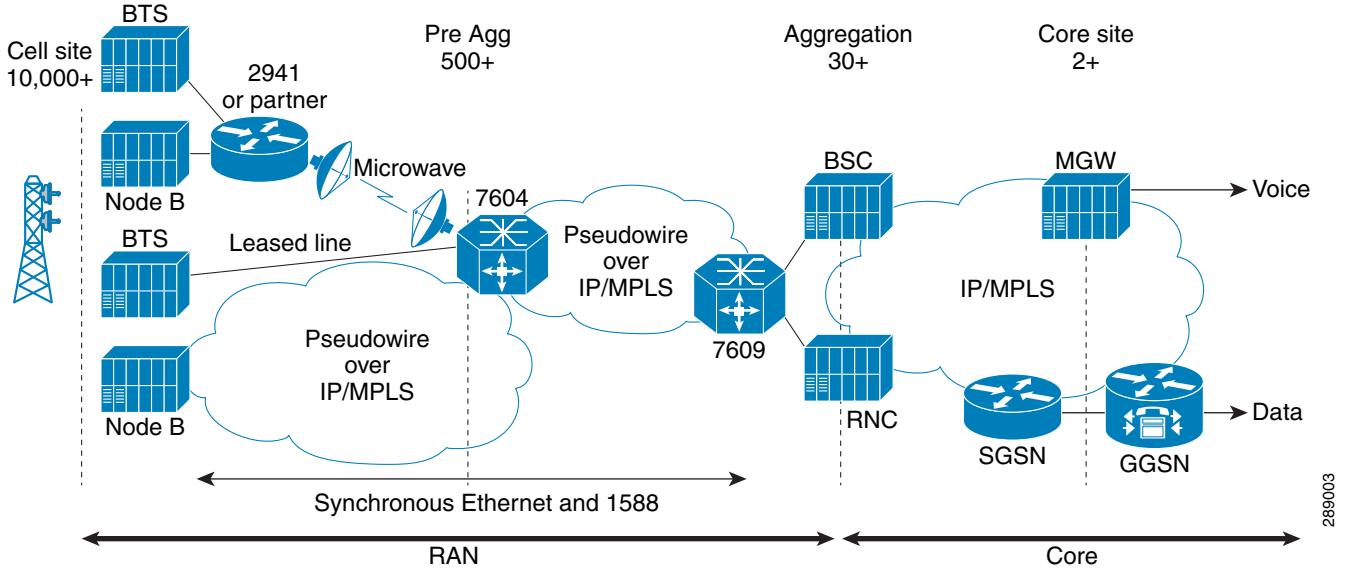 BTS
Cell site
10,000+
Pre Agg
500+
Aggregation
30+
Core site
2+
2941
or partner
Microwave
Node B
BTS
Leased line
7604
Pseudowire
over
IP/MPLS
BSC
MGW
Voice
IP/MPLS
7609
Pseudowire
over
IP/MPLS
Node B
RNC
SGSN
GGSN
Data
Synchronous Ethernet and 1588
RAN
Core
289003